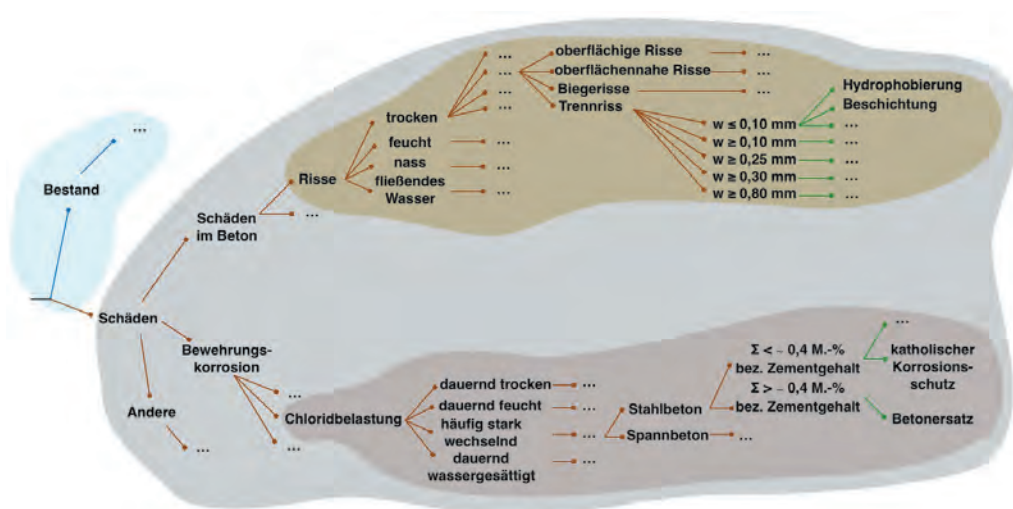 ...
Bestand
Schäden
Schäden
im Beton
Risse
...
trocken
feucht
nass
fließendes
Wasser
...
...
...
...
...
...
...
oberflächige Risse
oberflächennahe Risse
Biegerisse
Trennriss
...
...
...
w ≤ 0,10 mm
w ≥ 0,10 mm
w ≥ 0,25 mm
w ≥ 0,30 mm
w ≥ 0,80 mm
Hydrophobierung
Beschichtung
...
...
...
...
Bewehrungs-
korrosion
Andere
...
...
Chloridbelastung
...
dauernd trocken
dauernd feucht
häufig stark
wechselnd
dauernd
wassergesättigt
...
...
...
...
Stahlbeton
Spannbeton
...
Σ < ~ 0,4 M.-%
bez. Zementgehalt
Σ > ~ 0,4 M.-%
bez. Zementgehalt
...
katholischer
Korrosions-
schutz
Betonersatz